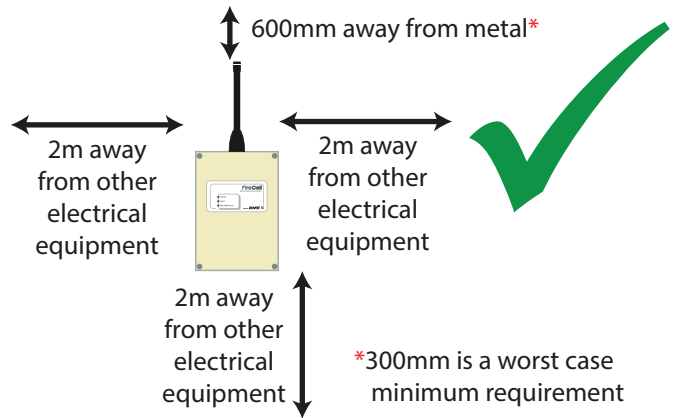 600mm away from metal*
2m away
from other
electrical
equipment
2m away
from other
electrical
equipment
FireCell
2m away
from other
electrical
equipment
*300mm is a worst case
minimum requirement